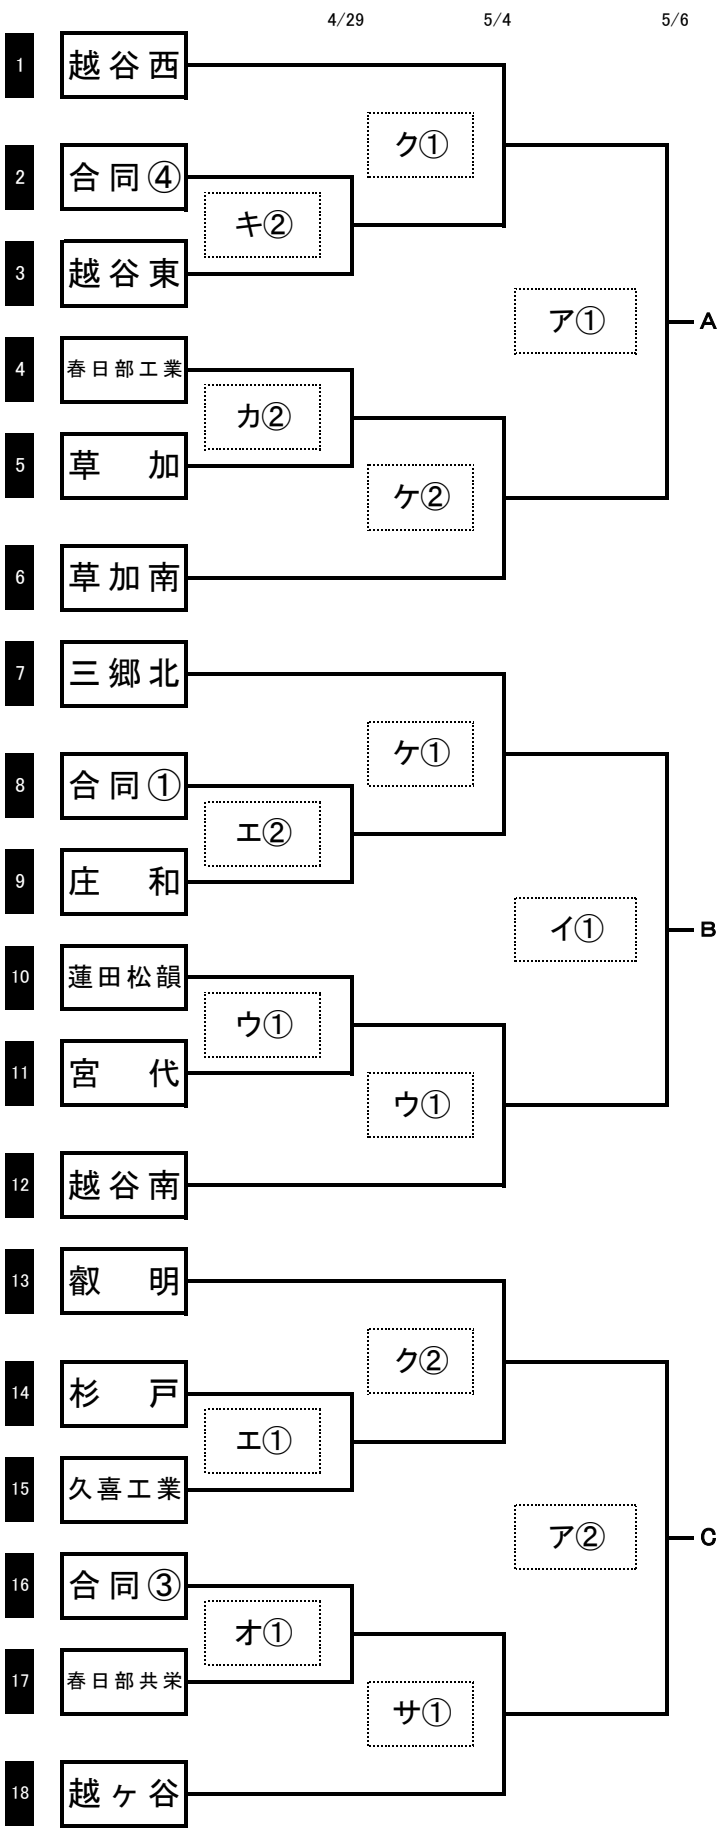 4/29 5/4 5/6
1 越谷西
ク①
2 合同④
キ②
3 越谷東
ア① A
4 春日部工業
カ②
5 草加
ケ②
6 草加南
7 三郷北
ケ①
8 合同①
エ②
9 庄和
イ① B
10 蓮田松韻
ウ①
11 宮代
ウ①
12 越谷南
13 叡明
ク②
14 杉戸
エ①
15 久喜工業
ア② C
16 合同③
オ①
17 春日部共栄
サ①
18 越ヶ谷